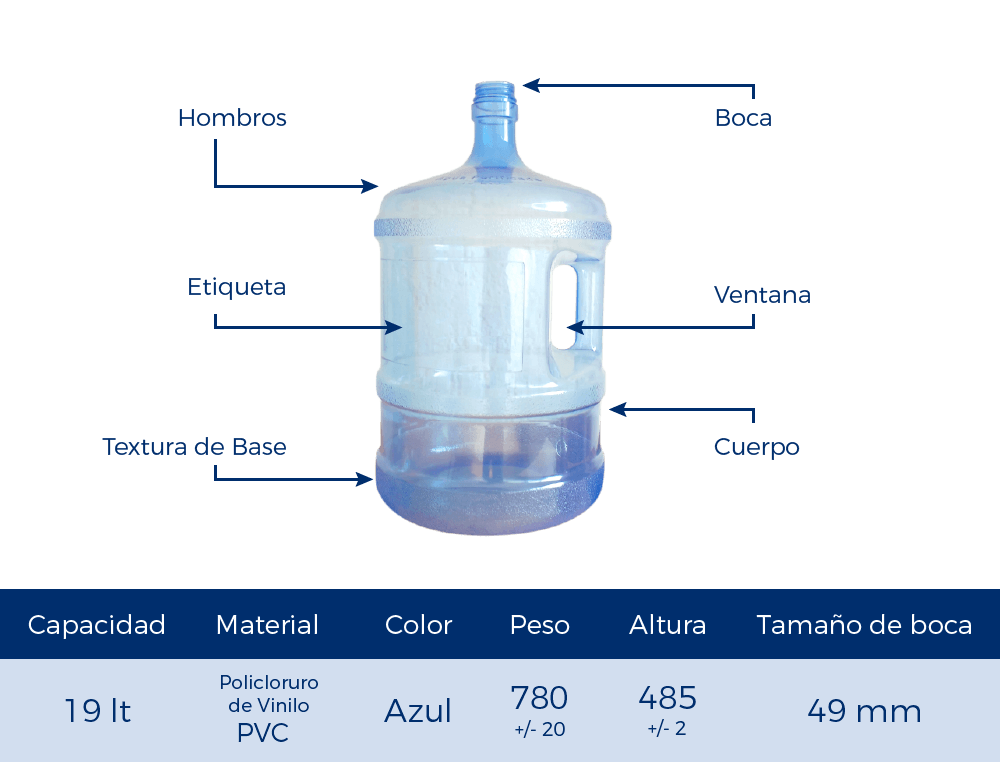 Hombros
Boca
Etiqueta
Ventana
Textura de Base
Cuerpo
Capacidad Material Color Peso Altura Tamaño de boca
19 lt
Policloruro
de Vinilo
PVC
Azul
780
+/- 20
485
+/- 2
49 mm